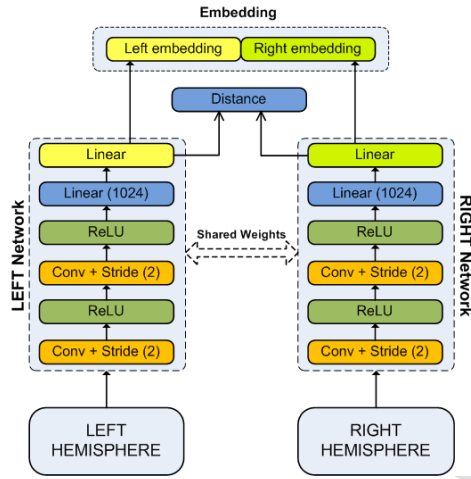 Embedding
Left embedding
Right embedding
Distance
LEFT Network
Linear
Linear (1024)
ReLU
Conv + Stride (2)
ReLU
Conv + Stride (2)
LEFT
HEMISPHERE
Shared Weights
RIGHT Network
Linear
Linear (1024)
ReLU
Conv + Stride (2)
ReLU
Conv + Stride (2)
RIGHT
HEMISPHERE